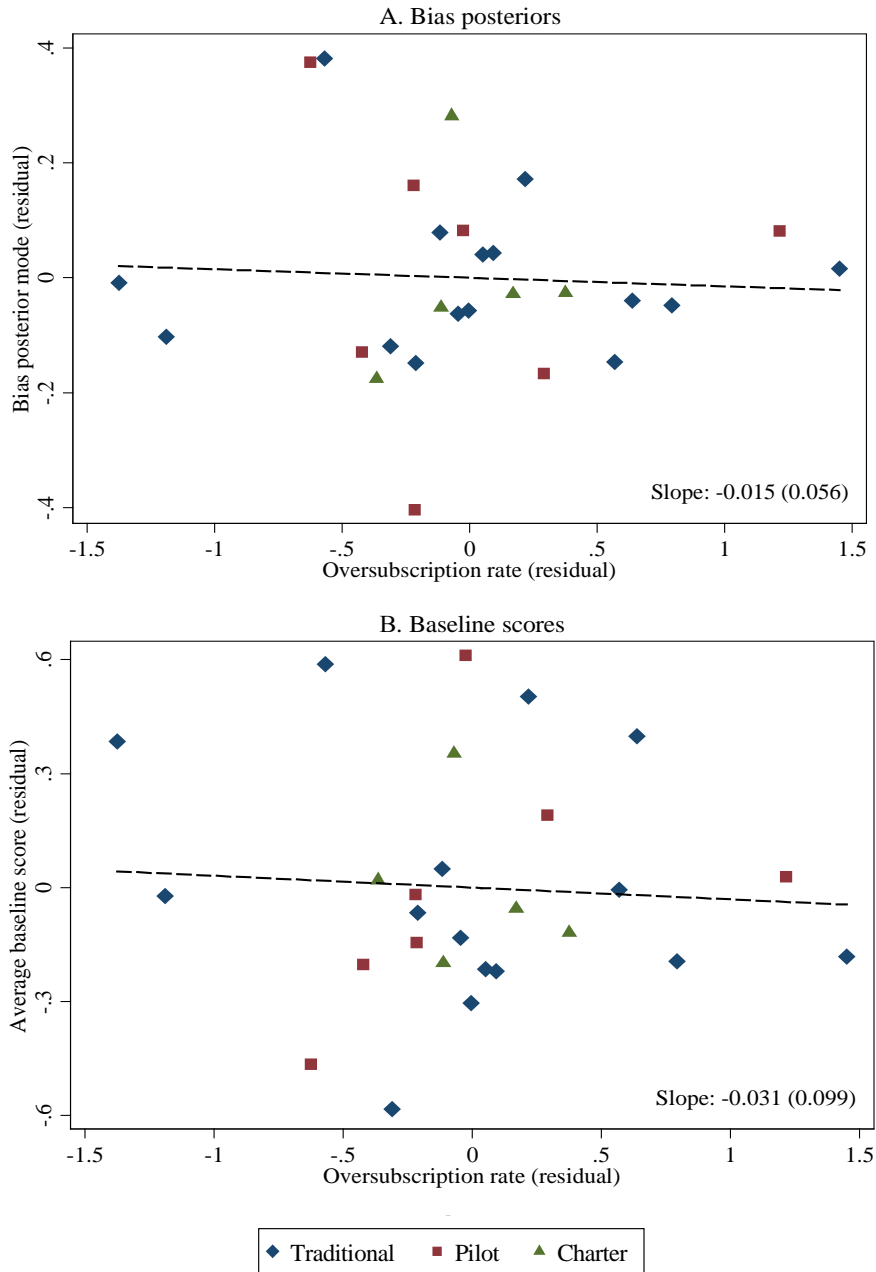 A. Bias posteriors
Bias posterior mode (residual)
.4
.2
0
-.2
-.4
Slope: -0.015 (0.056)
-1.5 -1 -.5 0 .5 1 1.5
Oversubscription rate (residual)
B. Baseline scores
Average baseline score (residual)
.6
.3
0
-.3
-.6
Slope: -0.031 (0.099)
-1.5 -1 -.5 0 .5 1 1.5
Oversubscription rate (residual)
Traditional Pilot Charter